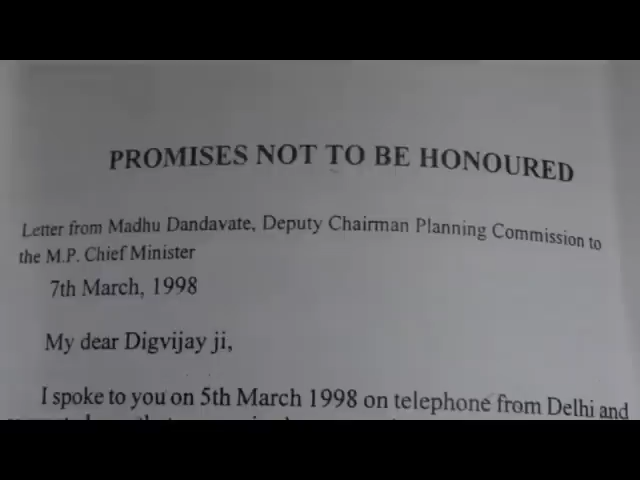 PROMISES NOT TO BE HONOURED
Letter from Madhu Dandavate, Deputy Chairman Planning Commission to
the M.P. Chief Minister
7th March, 1998
My dear Digvijay ji,
I spoke to you on 5th March 1998 on telephone from Delhi and